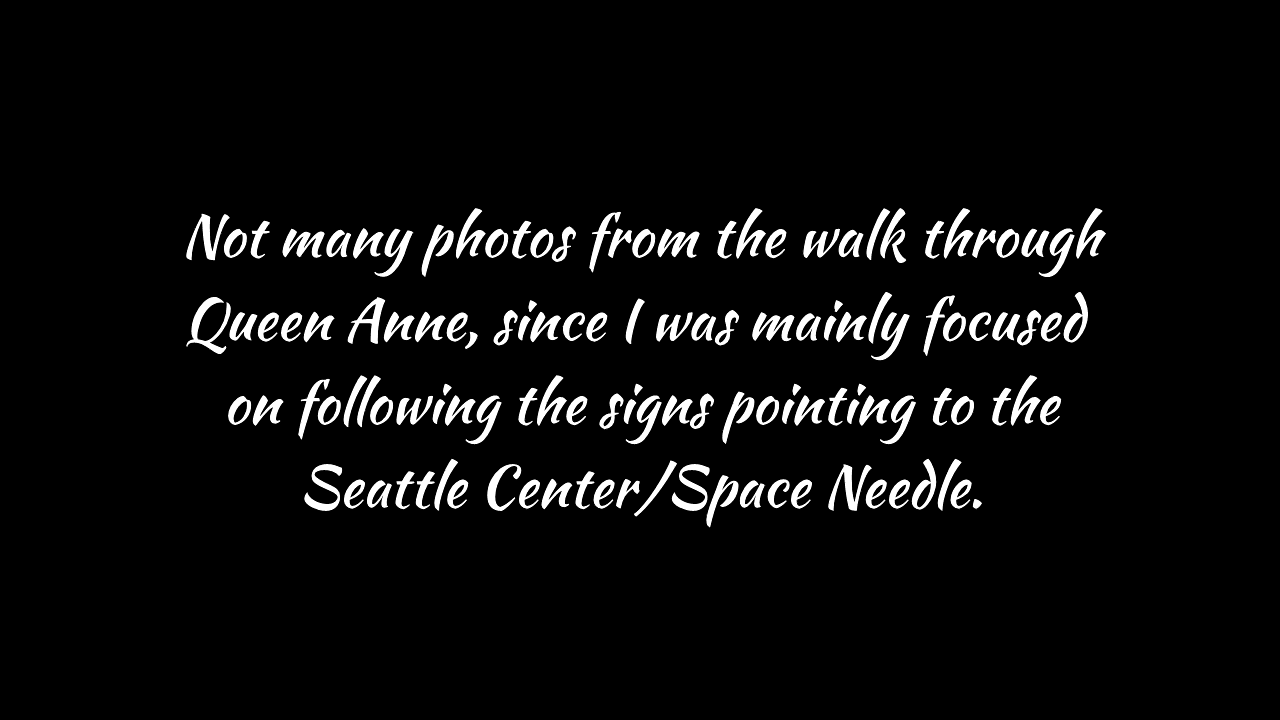 Not many photos from the walk through
Queen Anne, since I was mainly focused
on following the signs pointing to the
Seattle Center/Space Needle.